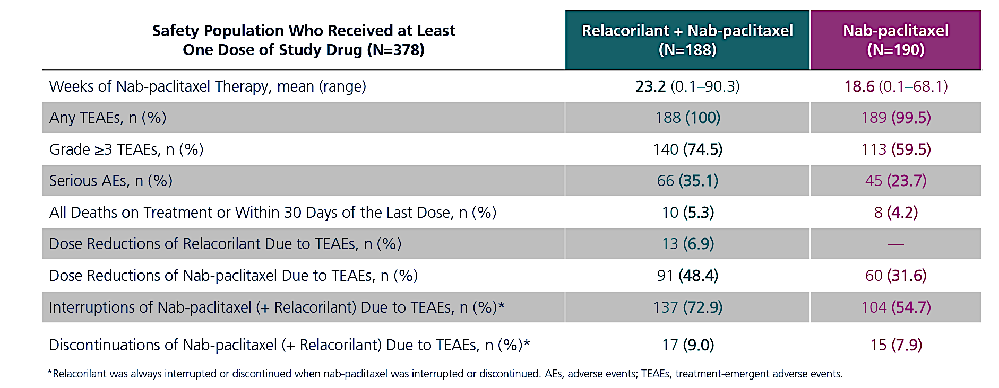 Safety Population Who Received at Least
One Dose of Study Drug (N=378)
Relacorilant + Nab-paclitaxel
(N=188)
Nab-paclitaxel
(N=190)
Weeks of Nab-paclitaxel Therapy, mean (range) 23.2 (0.1–90.3) 18.6 (0.1–68.1)
Any TEAEs, n (%) 188 (100) 189 (99.5)
Grade ≥3 TEAEs, n (%) 140 (74.5) 113 (59.5)
Serious AEs, n (%) 66 (35.1) 45 (23.7)
All Deaths on Treatment or Within 30 Days of the Last Dose, n (%) 10 (5.3) 8 (4.2)
Dose Reductions of Relacorilant Due to TEAEs, n (%) 13 (6.9) —
Dose Reductions of Nab-paclitaxel Due to TEAEs, n (%) 91 (48.4) 60 (31.6)
Interruptions of Nab-paclitaxel (+ Relacorilant) Due to TEAEs, n (%)* 137 (72.9) 104 (54.7)
Discontinuations of Nab-paclitaxel (+ Relacorilant) Due to TEAEs, n (%)* 17 (9.0) 15 (7.9)
*Relacorilant was always interrupted or discontinued when nab-paclitaxel was interrupted or discontinued. AEs, adverse events; TEAEs, treatment-emergent adverse events.